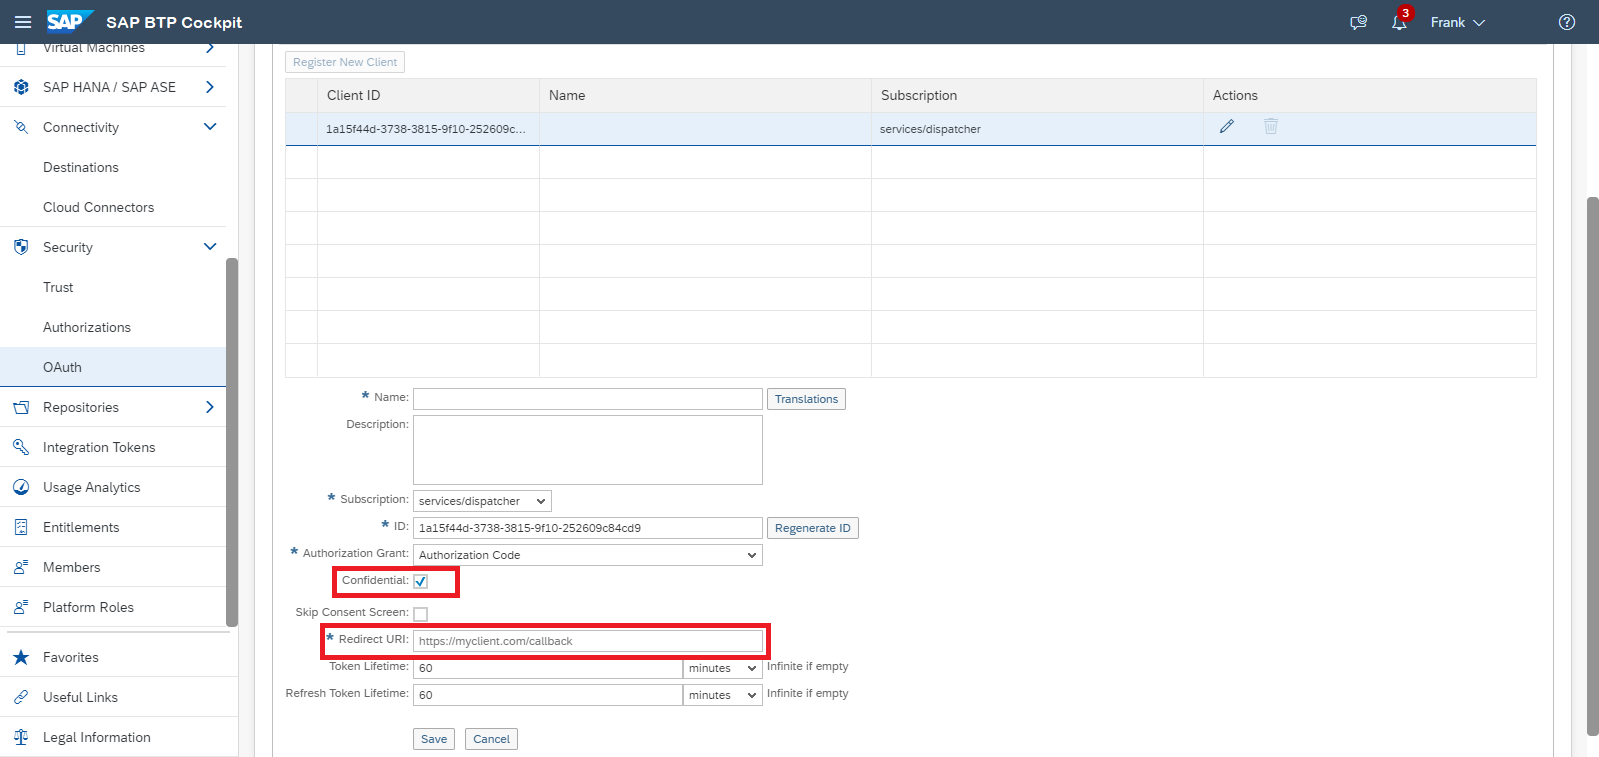 SAP SAP BTP Cockpit
3
Frank
Virtual Machines
SAP HANA / SAP ASE
Connectivity
Destinations
Cloud Connectors
Security
Trust
Authorizations
OAuth
Repositories
Integration Tokens
Usage Analytics
Entitlements
Members
Platform Roles
Favorites
Useful Links
Legal Information
Register New Client
Client ID Name Subscription Actions
1a15f44d-3738-3815-9f10-252609c... services/dispatcher
* Name: Translations
Description:
* Subscription: services/dispatcher
* ID: 1a15f44d-3738-3815-9f10-252609c84cd9 Regenerate ID
* Authorization Grant: Authorization Code
Confidential:
Skip Consent Screen:
* Redirect URI: https://myclient.com/callback
Token Lifetime: 60 minutes Infinite if empty
Refresh Token Lifetime: 60 minutes Infinite if empty
Save Cancel